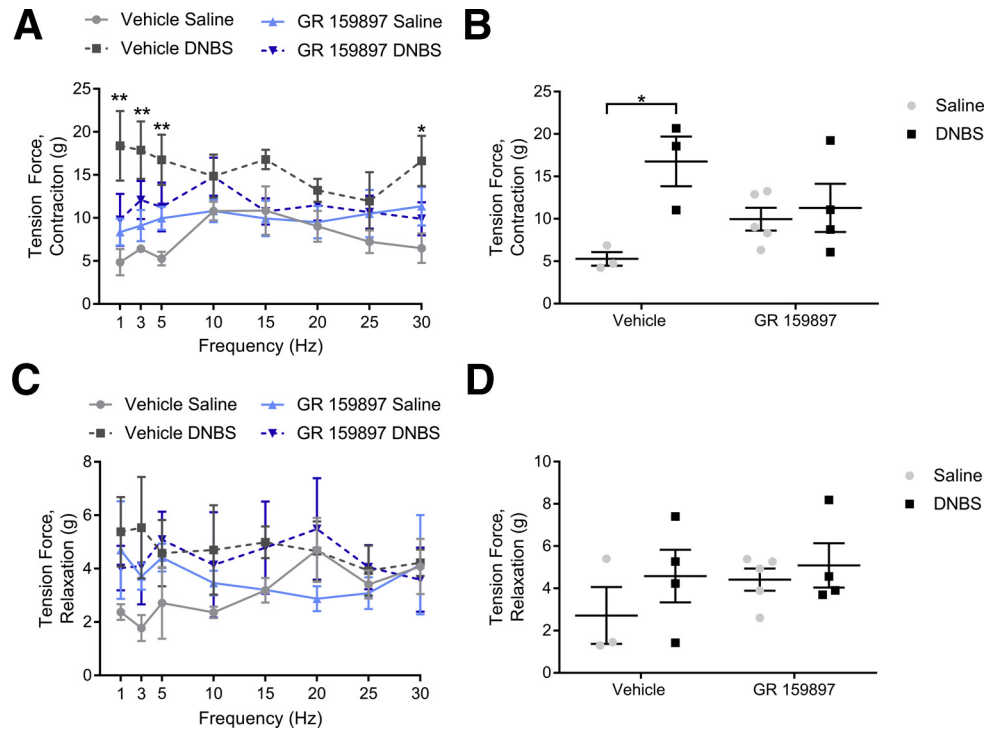 A
Vehicle Saline
GR 159897 Saline
Vehicle DNBS
GR 159897 DNBS
25
20
15
10
5
0
Tension Force,
Contraciton (g)
**
**
**
*
1 3 5 10 15 20 25 30
Frequency (Hz)
B
25
20
15
10
5
0
Tension Force,
Contraction (g)
*
Vehicle GR 159897
Saline
DNBS
C
Vehicle Saline
GR 159897 Saline
Vehicle DNBS
GR 159897 DNBS
8
6
4
2
0
Tension Force,
Relaxation (g)
1 3 5 10 15 20 25 30
Frequency (Hz)
D
10
8
6
4
2
0
Tension Force,
Relaxation (g)
Vehicle GR 159897
Saline
DNBS